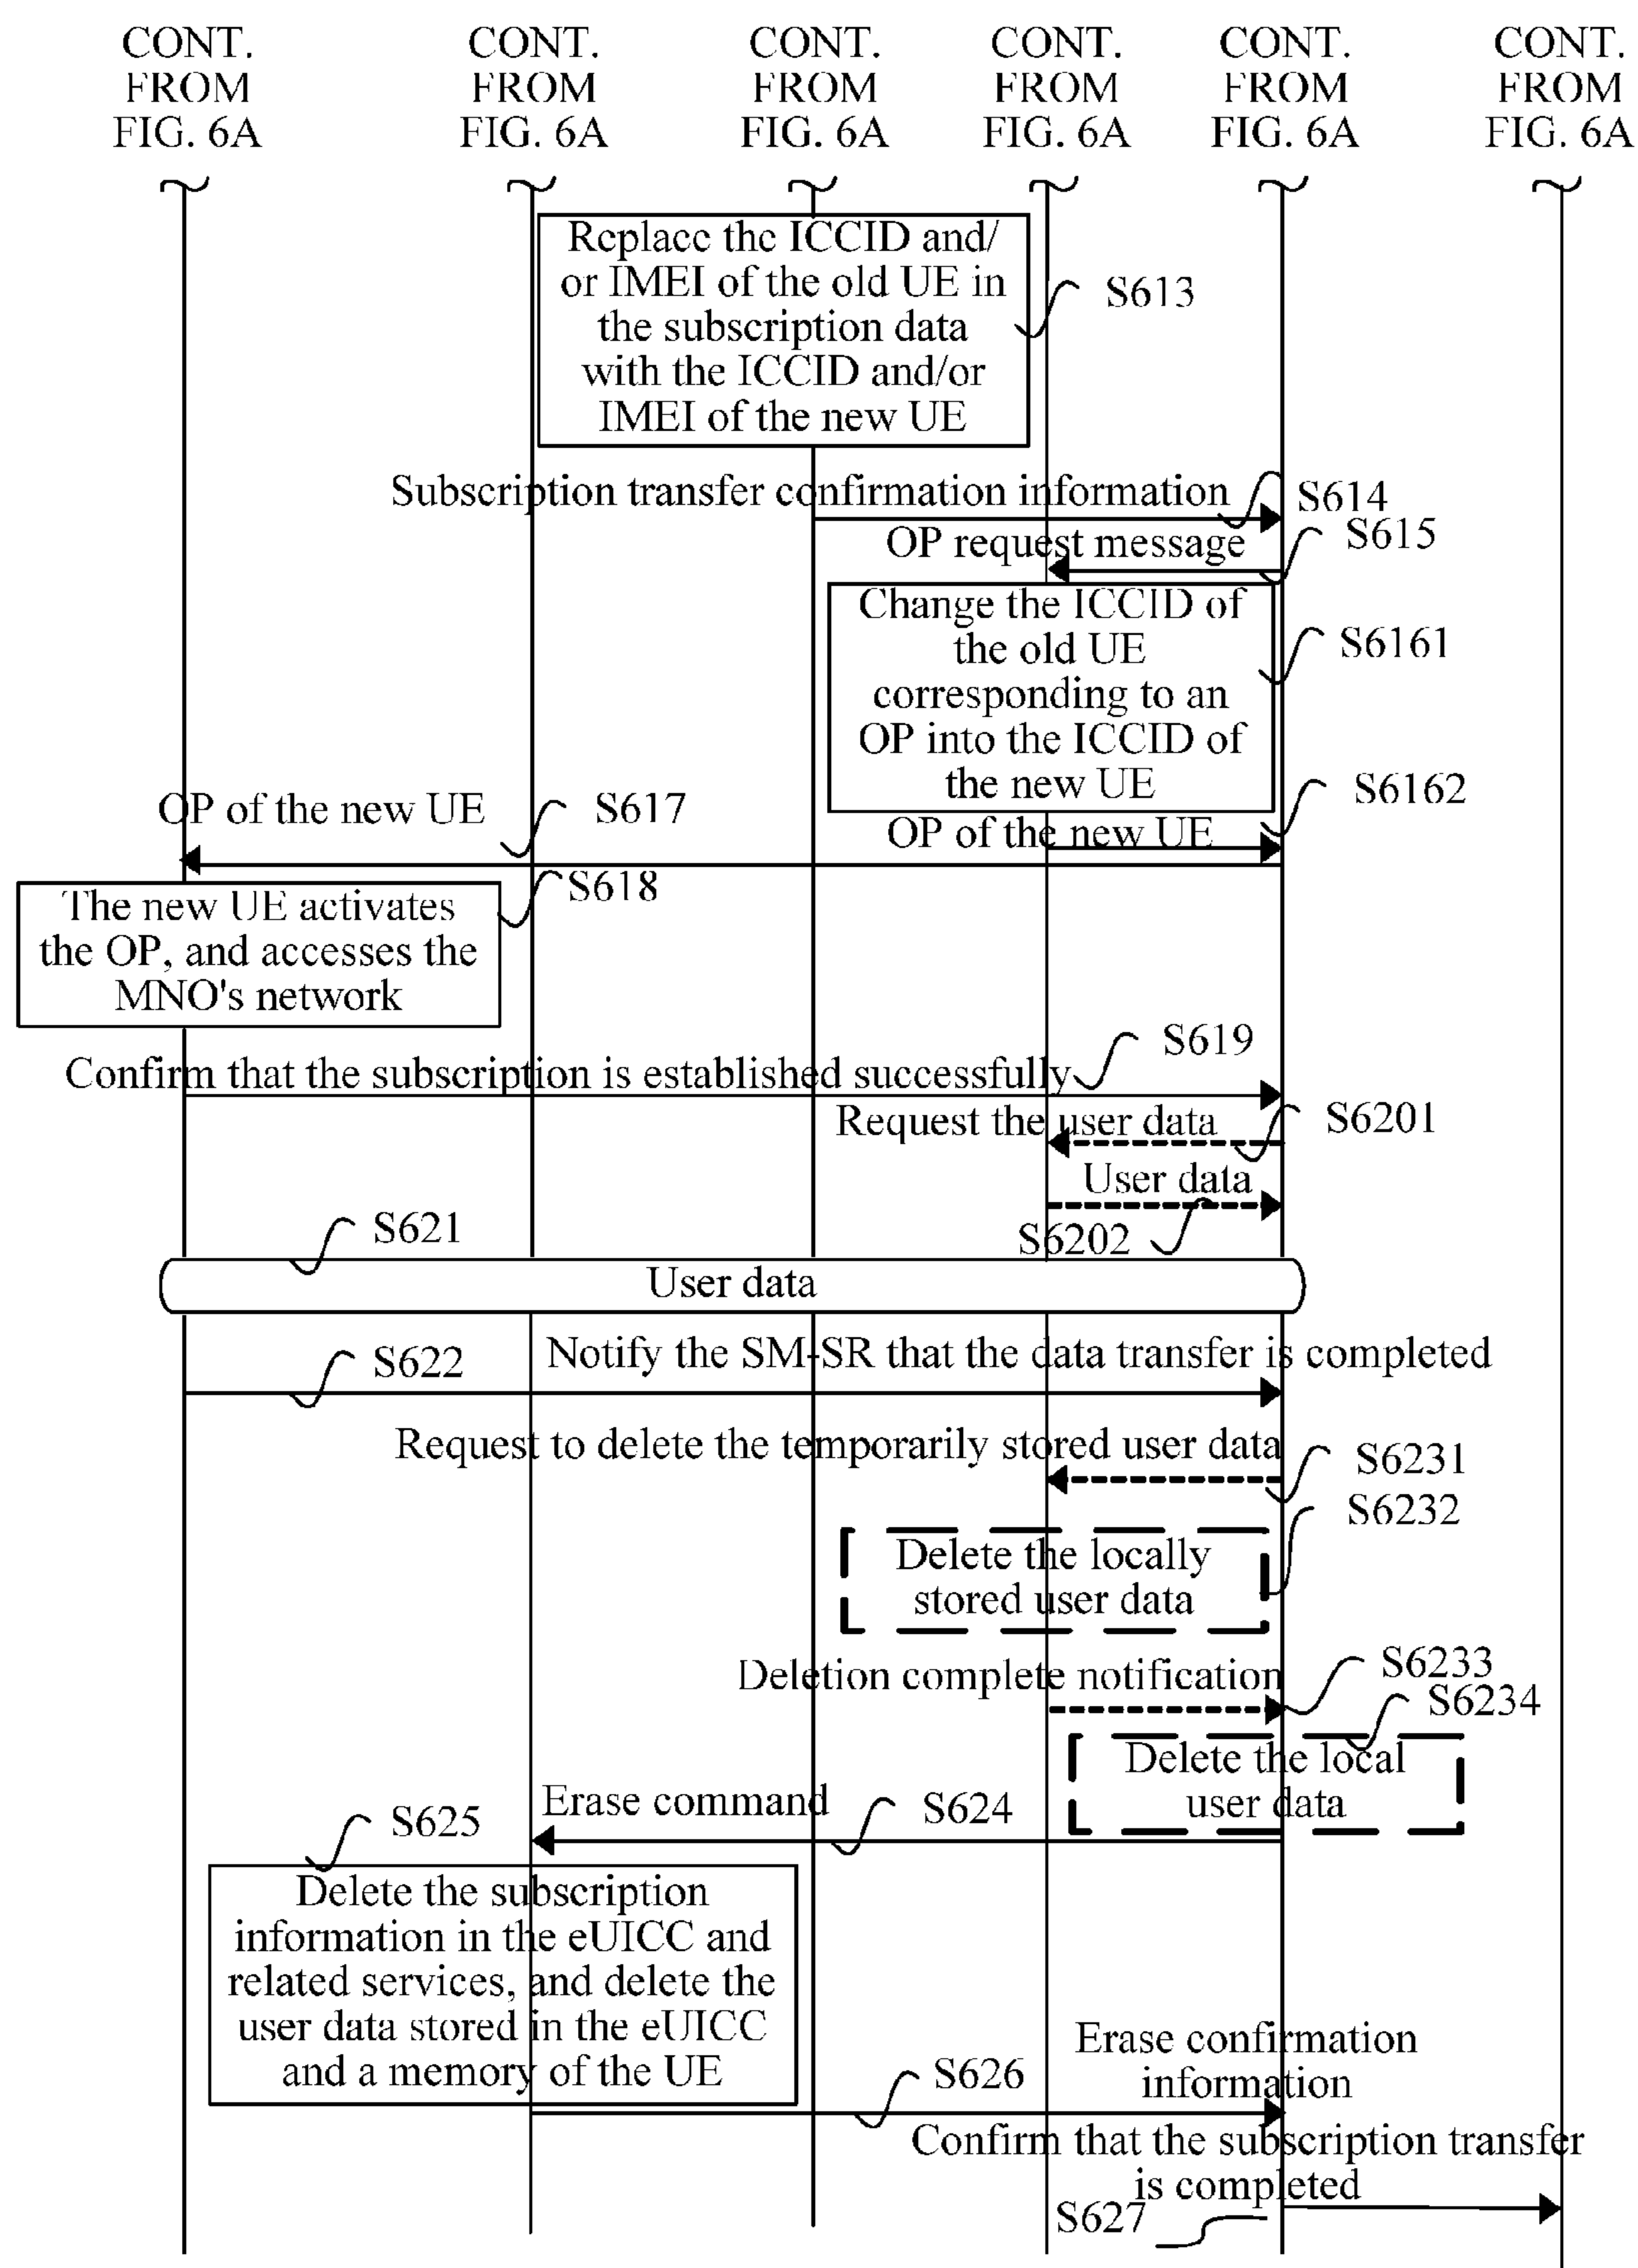 CONT. FROM FIG. 6A
CONT. FROM FIG. 6A
CONT. FROM FIG. 6A
CONT. FROM FIG. 6A
CONT. FROM FIG. 6A
CONT. FROM FIG. 6A
Replace the ICCID and/
or IMEI of the old UE in
the subscription data
with the ICCID and/or
IMEI of the new UE
S613
Subscription transfer confirmation information
S614
OP request message
S615
Change the ICCID of
the old UE
corresponding to an
OP into the ICCID of
the new UE
S6161
S6162
OP of the new UE
OP of the new UE
S617
The new UE activates
the OP, and accesses the
MNO's network
S618
Confirm that the subscription is established successfully
S619
Request the user data
S6201
User data
S6202
S621
User data
S622
Notify the SM-SR that the data transfer is completed
Request to delete the temporarily stored user data
S6231
S6232
Delete the locally
stored user data
Deletion complete notification
S6233
S6234
Delete the local
user data
Erase command
S624
S625
Delete the subscription
information in the eUICC and
related services, and delete the
user data stored in the eUICC
and a memory of the UE
Erase confirmation
information
S626
Confirm that the subscription transfer
is completed
S627